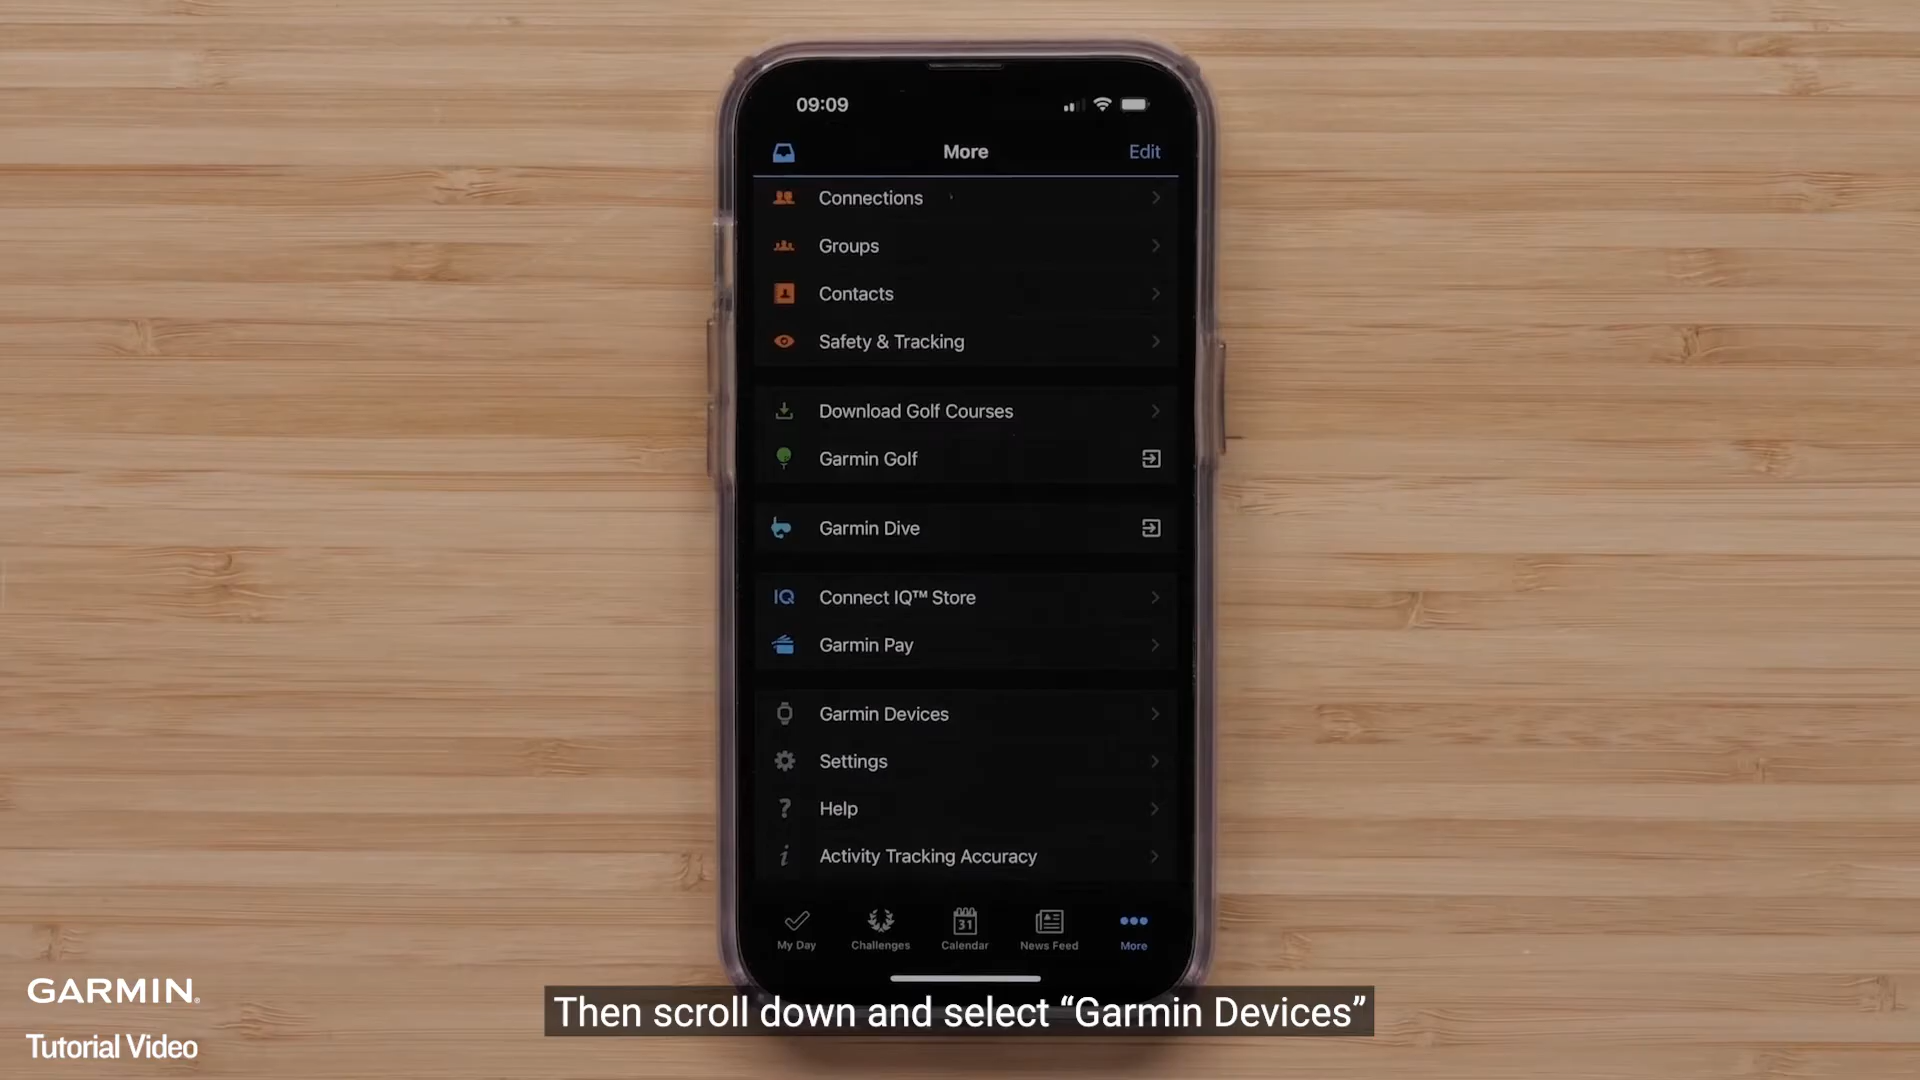 09:09
More
Edit
Connections
Groups
Contacts
Safety & Tracking
Download Golf Courses
Garmin Golf
Garmin Dive
IQ Connect IQ™ Store
Garmin Pay
Garmin Devices
Settings
? Help
i Activity Tracking Accuracy
31
My Day
Challenges
Calendar
News Feed
More
GARMIN.
Tutorial Video
Then scroll down and select “Garmin Devices”